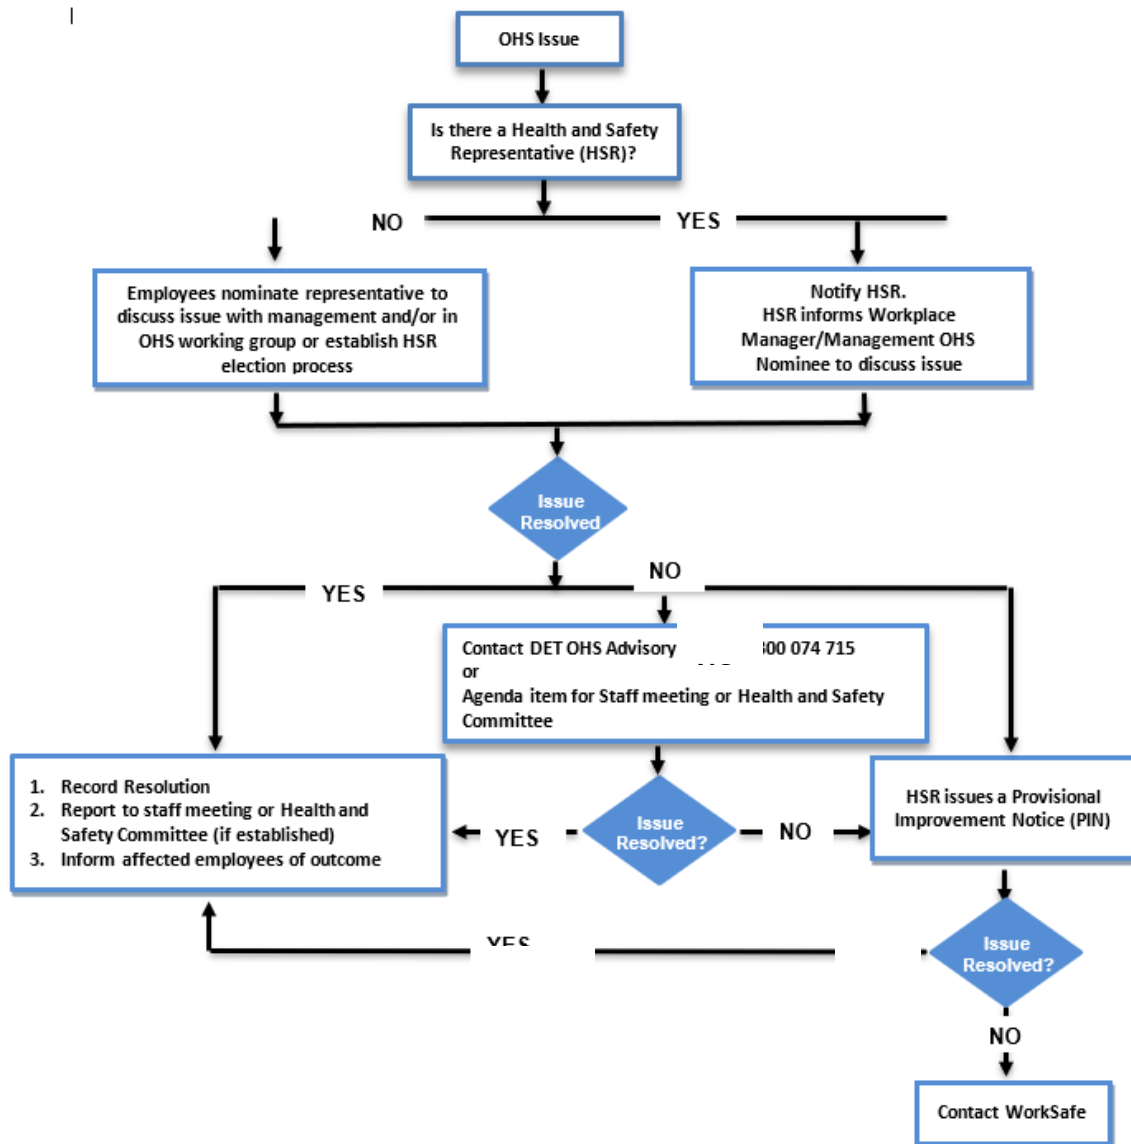 OHS Issue
Is there a Health and Safety
Representative (HSR)?
NO
YES
Employees nominate representative to
discuss issue with management and/or in
OHS working group or establish HSR
election process
Notify HSR.
HSR informs Workplace
Manager/Management OHS
Nominee to discuss issue
Issue
Resolved
YES
NO
Contact DET OHS Advisory 300 074 715
or
Agenda item for Staff meeting or Health and Safety
Committee
1. Record Resolution
2. Report to staff meeting or Health and
Safety Committee (if established)
3. Inform affected employees of outcome
YES
Issue
Resolved?
NO
HSR issues a Provisional
Improvement Notice (PIN)
YES
Issue
Resolved?
NO
Contact WorkSafe